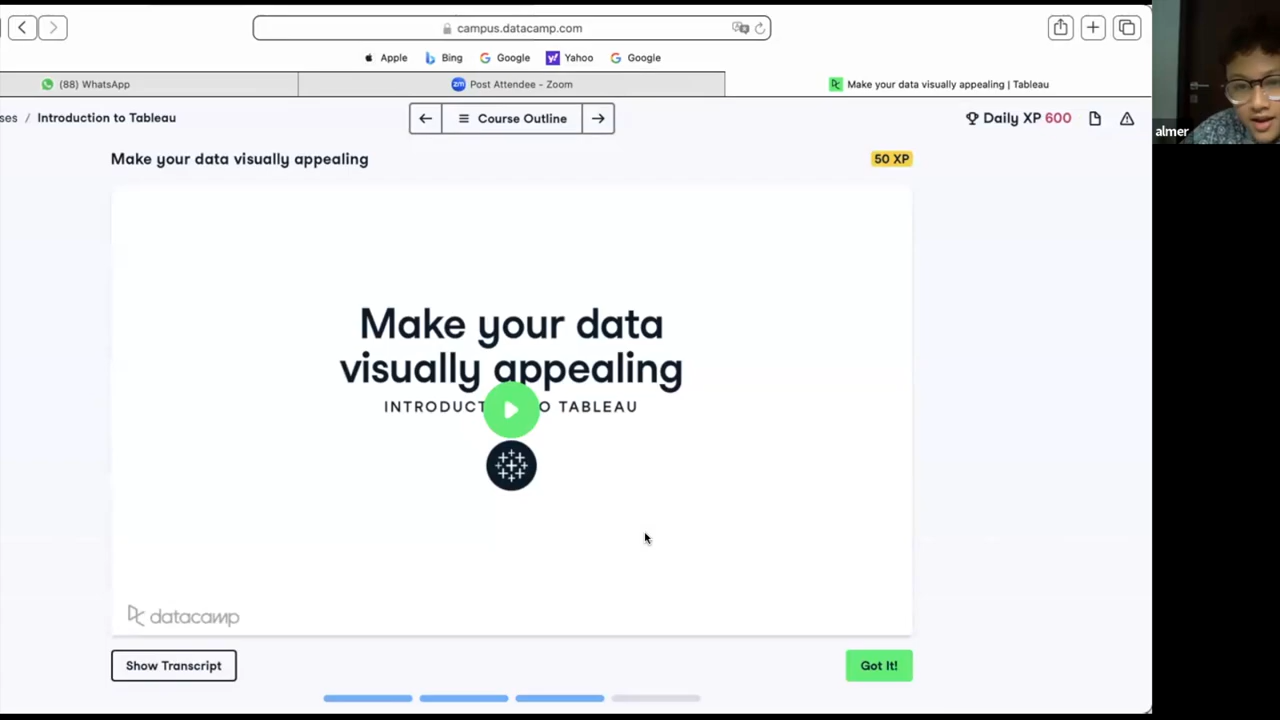 campus.datacamp.com
Apple Bing Google Yahoo Google
(88) WhatsApp Post Attendee - Zoom Make your data visually appealing | Tableau
almer
ses / Introduction to Tableau Course Outline Daily XP 600
Make your data visually appealing 50 XP
Make your data
visually appealing
INTRODUCT O TABLEAU
datacamp
Show Transcript Got It!